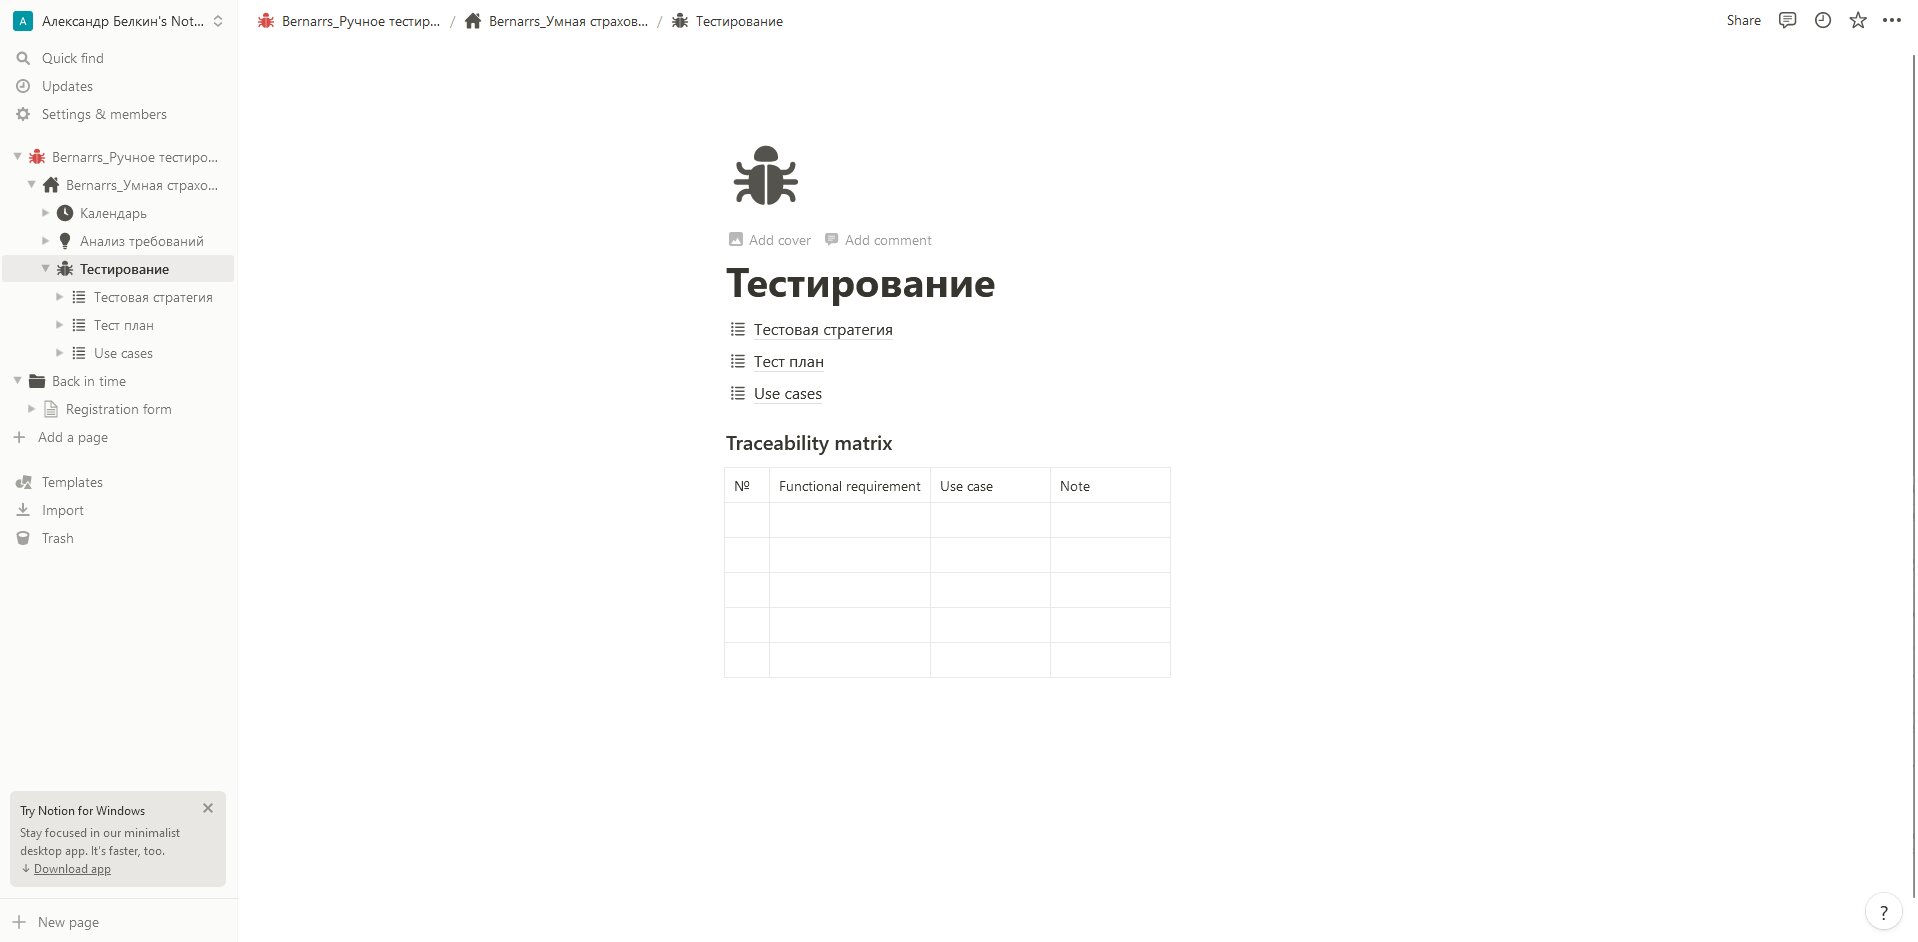 A Александр Белкин's Not...
Quick find
Updates
Settings & members
Bernarrs_Ручное тестиро...
Bernarrs_Умная страхо...
Календарь
Анализ требований
Тестирование
Тестовая стратегия
Тест план
Use cases
Back in time
Registration form
Add a page
Templates
Import
Trash
Try Notion for Windows
Stay focused in our minimalist
desktop app. It's faster, too.
↓ Download app
New page
Bernarrs_Ручное тестир... / Bernarrs_Умная страхов... / Тестирование
Share
Add cover Add comment
Тестирование
Тестовая стратегия
Тест план
Use cases
Traceability matrix
№ Functional requirement Use case Note
?